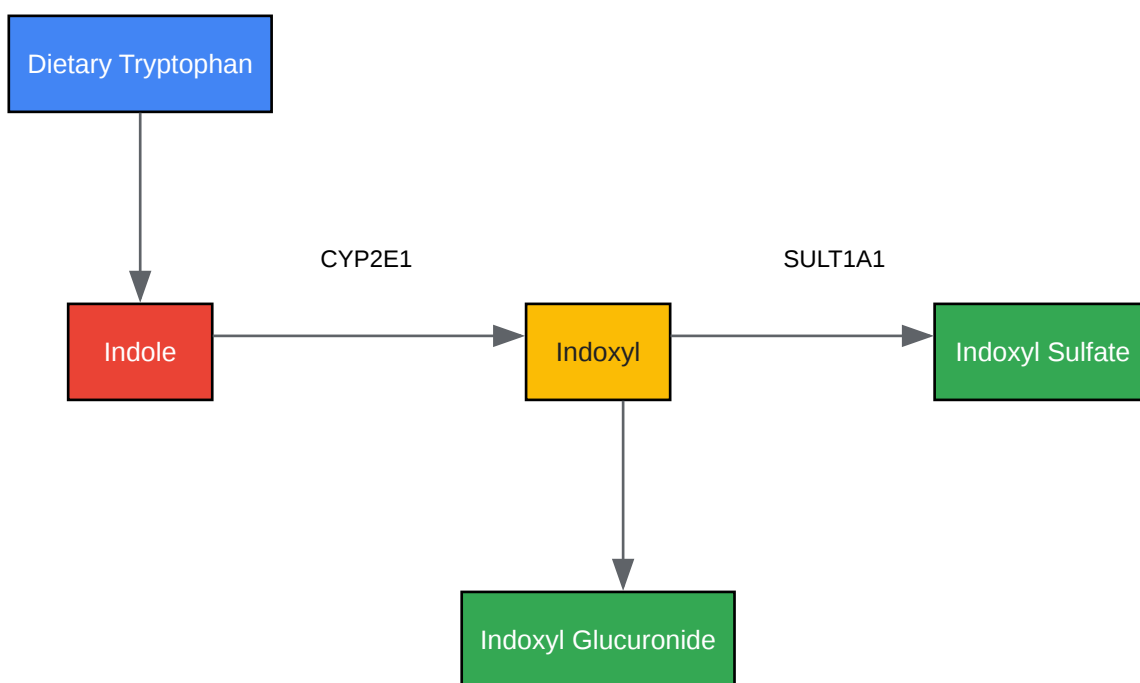 Dietary Tryptophan
CYP2E1
SULT1A1
Indole
Indoxyl
Indoxyl Sulfate
Indoxyl Glucuronide